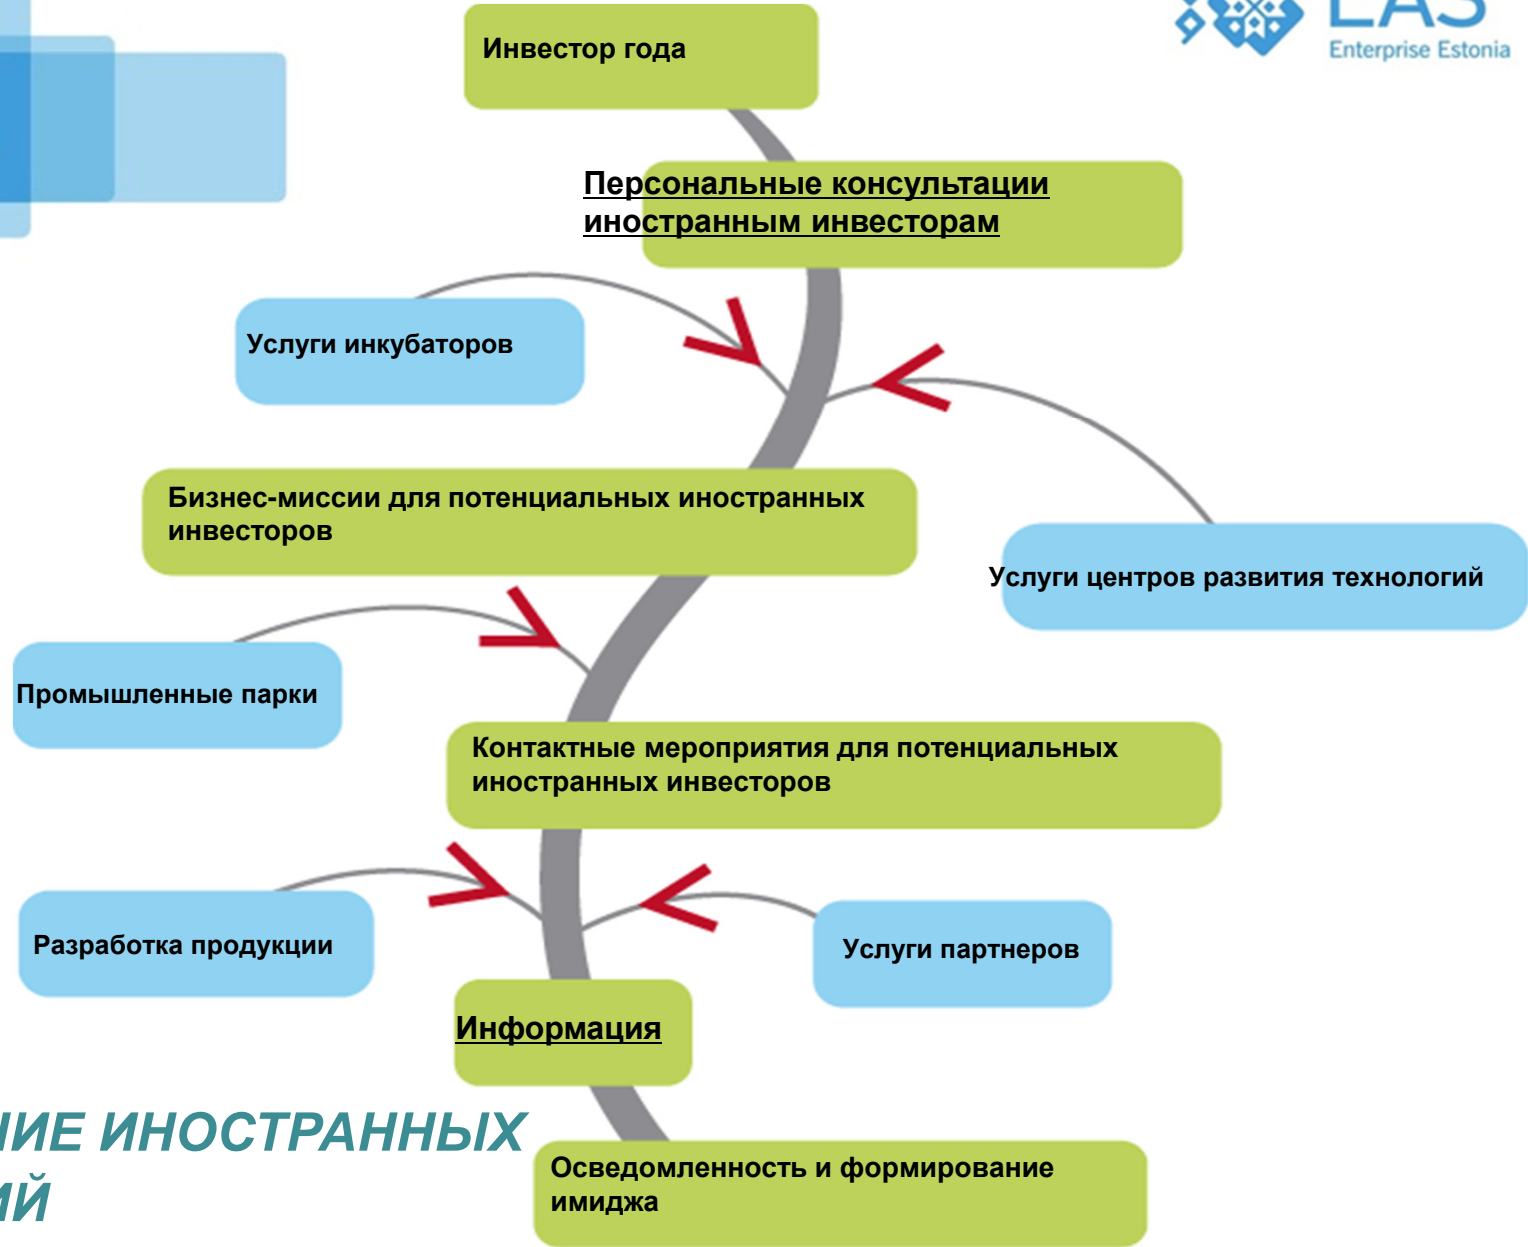 EAS
Enterprise Estonia
Инвестор года
Персональные консультации
иностранным инвесторам
Услуги инкубаторов
Бизнес-миссии для потенциальных иностранных
инвесторов
Услуги центров развития технологий
Промышленные парки
Контактные мероприятия для потенциальных
иностранных инвесторов
Разработка продукции
Услуги партнеров
Информация
НИЕ ИНОСТРАННЫХ
ИЙ
Осведомленность и формирование
имиджа